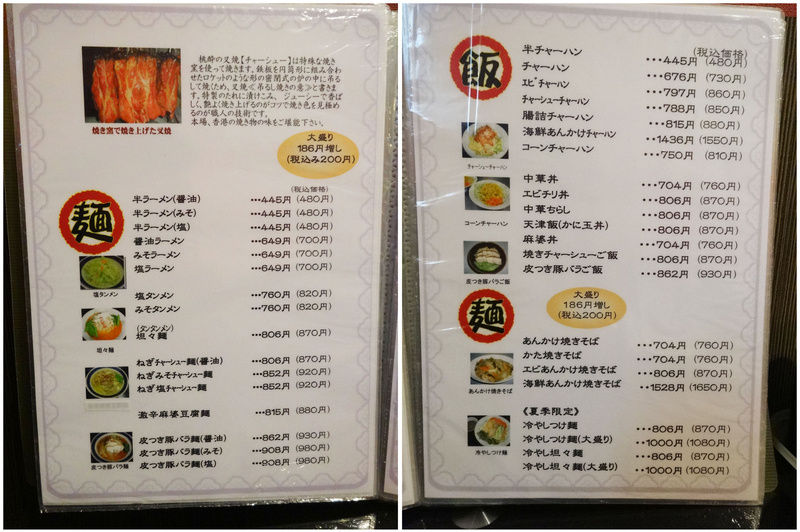 桃齢の叉焼【チャーシュー】は特殊な焼き
窯を使って焼きます。鉄板を円筒形に組み合わ
せたロケットのような形の密閉式の炉の中に吊る
して焼くため、叉焼≪吊るし焼きの意≫と書きま
す。特製のたれに漬けこみ、ジューシーで香ば
しく、艶よく焼き上げるのがコツで焼き色を見極め
るのが職人の技術です。
本場、香港の焼き物の味をご堪能下さい。
焼き窯で焼き上げた叉焼
大盛り
186円増し
(税込み200円)
麺
(税込価格)
半ラーメン(醤油) •••445円(480円)
半ラーメン(みそ) •••445円(480円)
半ラーメン(塩) •••445円(480円)
醤油ラーメン •••649円(700円)
みそラーメン •••649円(700円)
塩ラーメン •••649円(700円)
塩タンメン
塩タンメン •••760円(820円)
みそタンメン •••760円(820円)
(タンタンメン)
坦々麺 •••806円(870円)
坦々麺
ねぎチャーシュー麺(醤油) •••806円(870円)
ねぎみそチャーシュー麺 •••852円(920円)
ねぎ塩チャーシュー麺 •••852円(920円)
激辛麻婆豆腐麺 •••815円(880円)
皮つき豚バラ麺(醤油) •••862円(930円)
皮つき豚バラ麺(みそ) •••908円(980円)
皮つき豚バラ麺(塩) •••908円(980円)
皮つき豚バラ麺
飯
(税込価格)
半チャーハン •••445円(480円)
チャーハン •••676円(730円)
エビチャーハン •••797円(860円)
チャーシューチャーハン •••788円(850円)
腸詰チャーハン •••815円(880円)
海鮮あんかけチャーハン ••1436円(1550円)
コーンチャーハン •••750円(810円)
チャーシューチャーハン
中華丼 •••704円(760円)
エビチリ丼 •••806円(870円)
中華ちらし •••806円(870円)
天津飯(かに玉丼) •••806円(870円)
麻婆丼 •••704円(760円)
焼きチャーシューご飯 •••806円(870円)
皮つき豚バラご飯 •••862円(930円)
コーンチャーハン
皮つき豚バラご飯
麺
大盛り
186円増し
(税込200円)
あんかけ焼きそば •••704円(760円)
かた焼きそば •••704円(760円)
エビあんかけ焼きそば •••806円(870円)
海鮮あんかけ焼きそば ••1528円(1650円)
あんかけ焼きそば
《夏季限定》
冷やしつけ麺 •••806円(870円)
冷やしつけ麺(大盛り) ••1000円(1080円)
冷やし坦々麺 •••806円(870円)
冷やし坦々麺(大盛り) ••1000円(1080円)
冷やしつけ麺